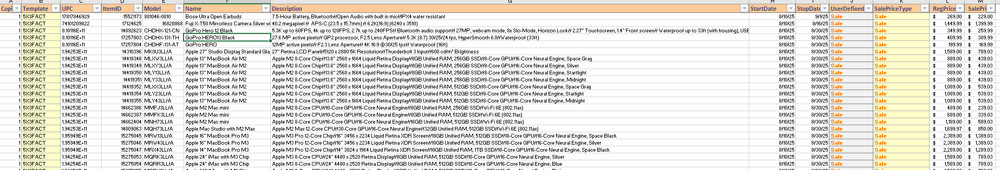 A B C D E F G H I J K L M
Copi Template UPC ItemID Model Name Description StartDate StopDate UserDefined SalePriceType RegPrice SalePri
1 5X3FACT 17817846929 15521173 881046-0010 Bose Ultra Open Earbuds 7.5-Hour Battery, Bluetooth//Open Audio with built in mic//IPX4 water resistant 8/10/25 9/1/25 Sale Sale $ 269.00 $ 229.00
1 5X3FACT 74101209822 17124625 16828868 Fuji X-T50 Mirrorless Camera Silver wi 40.2 megapixel // APS-C (23.5 x 15.7mm) // 6.2K(16:9) (6240 x 3510) 8/10/25 8/16/25 Sale Sale $ 1,449.99 $ 1,399.99
1 5X3FACT 8.10116E+11 14892623 CHDHX-121-CN GoPro Hero 12 Black 5.3K up to 60FPS, 4k up to 120FPS, 2.7k up to 240FPS// Bluetooth audio support// 27MP, webcam mode, 8x Slo-Mode, Horizon Lock// 2.27" Touchscreen, 1.4" Front screen// Waterproof up to 33ft (with housing), USE 8/10/25 8/30/25 Sale Sale $ 349.99 $ 259.99
1 5X3FACT 8.10116E+11 17257803 CHDHX-131-TH GoPro HERO13 Black 27.6 MP active pixels// GP2 processor, F2.5 Lens Aperture// 5.3K (8:7) 30/25/24 fps, HyperSmooth 6.0//Waterproof (33ft) 8/10/25 8/30/25 Sale Sale $ 409.99 $ 309.99
1 5X3FACT 8.10116E+11 17257804 CHDHF-131-AT GoPro HERO 12MP active pixels// F2.3 Lens Aperture// 4K 16:9 @30/25 fps// Waterproof (16ft) 8/10/25 8/30/25 Sale Sale $ 199.99 $ 169.99
1 5X3FACT 1.94253E+11 14310396 MK0U3LL/A Apple 27" Studio Display Standard Gla 27" Retina LCD Panel//5120 x 2880 5K Resolution//Thunderbolt 3 Input//600 cd/m² Brightness 8/10/25 8/30/25 Sale Sale $ 1,589.00 $ 789.03
1 5X3FACT 1.94253E+11 14419348 MLXW3LL/A Apple 13" MacBook Air M2 Apple M2 8-Core Chip//13.6" 2560 x 1664 Liquid Retina Display//8GB Unified RAM, 256GB SSD//8-Core GPU//16-Core Neural Engine, Space Gray 8/10/25 8/30/25 Sale Sale $ 889.00 $ 439.03
1 5X3FACT 1.94253E+11 14419349 MLXY3LL/A Apple 13" MacBook Air M2 Apple M2 8-Core Chip//13.6" 2560 x 1664 Liquid Retina Display//8GB Unified RAM, 256GB SSD//8-Core GPU//16-Core Neural Engine, Silver 8/10/25 8/30/25 Sale Sale $ 889.00 $ 439.03
1 5X3FACT 1.94253E+11 14419350 MLY13LL/A Apple 13" MacBook Air M2 Apple M2 8-Core Chip//13.6" 2560 x 1664 Liquid Retina Display//8GB Unified RAM, 256GB SSD//8-Core GPU//16-Core Neural Engine, Startlight 8/10/25 8/30/25 Sale Sale $ 889.00 $ 439.03
1 5X3FACT 1.94253E+11 14419351 MLY33LL/A Apple 13" MacBook Air M2 Apple M2 8-Core Chip//13.6" 2560 x 1664 Liquid Retina Display//8GB Unified RAM, 256GB SSD//8-Core GPU//16-Core Neural Engine, Midnight 8/10/25 8/30/25 Sale Sale $ 889.00 $ 439.03
1 5X3FACT 1.94253E+11 14419352 MLXX3LL/A Apple 13" MacBook Air M2 Apple M2 8-Core Chip//13.6" 2560 x 1664 Liquid Retina Display//8GB Unified RAM, 512GB SSD//8-Core GPU//16-Core Neural Engine, Space Gray 8/10/25 8/30/25 Sale Sale $ 1,089.00 $ 539.03
1 5X3FACT 1.94253E+11 14419354 MLY23LL/A Apple 13" MacBook Air M2 Apple M2 8-Core Chip//13.6" 2560 x 1664 Liquid Retina Display//8GB Unified RAM, 512GB SSD//8-Core GPU//16-Core Neural Engine, Starlight 8/10/25 8/30/25 Sale Sale $ 1,089.00 $ 539.03
1 5X3FACT 1.94253E+11 14419355 MLY43LL/A Apple 13" MacBook Air M2 Apple M2 8-Core Chip//13.6" 2560 x 1664 Liquid Retina Display//8GB Unified RAM, 512GB SSD//8-Core GPU//16-Core Neural Engine, Midnight 8/10/25 8/30/25 Sale Sale $ 1,089.00 $ 539.03
1 5X3FACT 1.94253E+11 14662386 MMFJ3LL/A Apple M2 Mac mini Apple M2 8-Core CPU//10-Core GPU//16-Core Neural Engine//8GB Unified RAM, 256GB SSD//Wi-Fi 6E (802.11ax) 8/10/25 8/30/25 Sale Sale $ 489.00 $ 239.03
1 5X3FACT 1.94253E+11 14662387 MMFK3LL/A Apple M2 Mac mini Apple M2 8-Core CPU//10-Core GPU//16-Core Neural Engine//8GB Unified RAM, 512GB SSD//Wi-Fi 6E (802.11ax) 8/10/25 8/30/25 Sale Sale $ 689.00 $ 339.03
1 5X3FACT 1.94253E+11 14662404 MNH73LL/A Apple M2 Mac mini Apple M2 8-Core CPU//10-Core GPU//16-Core Neural Engine//16GB Unified RAM, 512GB SSD//Wi-Fi 6E (802.11ax) 8/10/25 8/30/25 Sale Sale $ 1,189.00 $ 589.03
1 5X3FACT 1.94253E+11 14809063 MQH73LL/A Apple Mac Studio with M2 Max Apple M2 Max 12-Core CPU//30-Core GPU//16-Core Neural Engine//32GB Unified RAM, 512GB SSD//Wi-Fi 6E (802.11ax) 8/10/25 8/30/25 Sale Sale $ 1,699.97 $ 850.00
1 5X3FACT 1.95949E+11 15275045 MRW13LL/A Apple 16" MacBook Pro M3 Apple M3 Pro 12-Core Chip//16" 3456 x 2234 Liquid Retina XDR Screen//18GB Unified RAM, 512GB SSD//18-Core GPU//16-Core Neural Engine, Space Black 8/10/25 8/30/25 Sale Sale $ 2,389.00 $ 1,389.03
1 5X3FACT 1.95949E+11 15275046 MRW43LL/A Apple 16" MacBook Pro M3 Apple M3 Pro 12-Core Chip//16" 3456 x 2234 Liquid Retina XDR Screen//18GB Unified RAM, 512GB SSD//18-Core GPU//16-Core Neural Engine, Silver 8/10/25 8/30/25 Sale Sale $ 2,389.00 $ 1,389.03
1 5X3FACT 1.95949E+11 15275047 MRX43LL/A Apple 14" MacBook Pro M3 Apple M3 Pro 12-Core Chip//14" 3024 x 1964 Liquid Retina XDR Screen//18GB Unified RAM, 1TB SSD//18-Core GPU//16-Core Neural Engine, Space Black 8/10/25 8/30/25 Sale Sale $ 2,289.00 $ 1,289.03
1 5X3FACT 1.94254E+11 15275053 MQRK3LL/A Apple 24" iMac with M3 Chip Apple M3 8-Core CPU//24" 4480 x 2520 Retina Display//8GB Unified RAM, 512GB SSD//10-Core GPU//16-Core Neural Engine, Silver 8/10/25 8/30/25 Sale Sale $ 1,589.00 $ 789.03
1 5X3FACT 1.94254E+11 15275054 MQRR3LL/A Apple 24" iMac with M3 Chip Apple M3 8-Core CPU//24" 4480 x 2520 Retina Display//8GB Unified RAM, 512GB SSD//10-Core GPU//16-Core Neural Engine, Blue 8/10/25 8/30/25 Sale Sale $ 1,589.00 $ 789.03